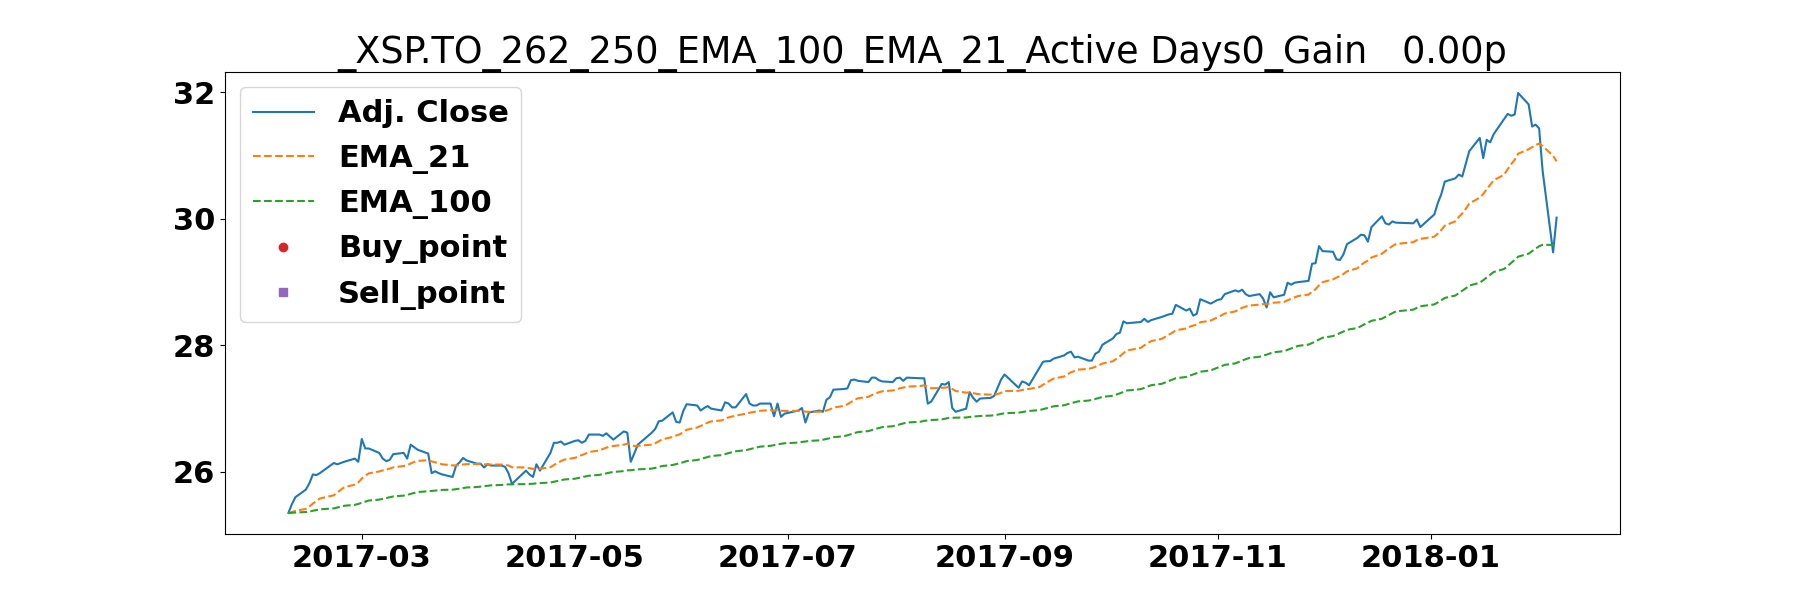 _XSP.TO_262_250_EMA_100_EMA_21_Active Days0_Gain   0.00p
32
30
28
26
Adj. Close
EMA_21
EMA_100
Buy_point
Sell_point
2017-03 2017-05 2017-07 2017-09 2017-11 2018-01